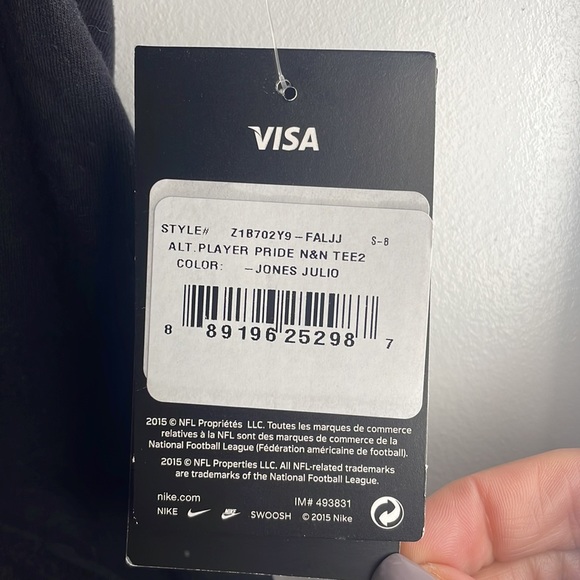 VISA
STYLE# Z1B702Y9-FALJJ S-8
ALT.PLAYER PRIDE N&N TEE2
COLOR: -JONES JULIO
8 89196 25298 7
2015 © NFL Propriétés LLC. Toutes les marques de commerce
relatives à la NFL sont des marques de commerce de la
National Football League (Fédération américaine de football).
2015 © NFL Properties LLC. All NFL-related trademarks
are trademarks of the National Football League.
nike.com IM# 493831
NIKE NIKE SWOOSH © 2015 Nike